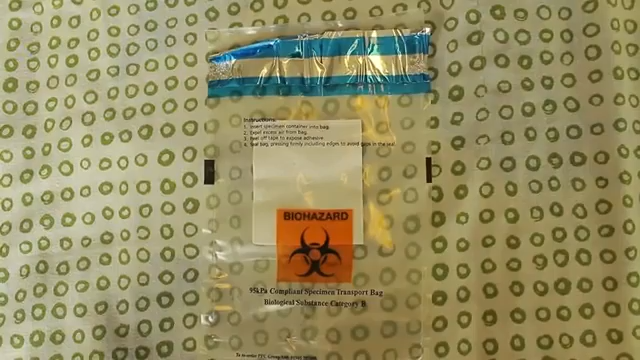 Instructions:
1. Insert specimen container into bag.
2. Expel excess air from bag.
3. Peel off tape to expose adhesive.
4. Seal bag, pressing firmly including edges to avoid gaps in the seal.
BIOHAZARD
95kPa Compliant Specimen Transport Bag
Biological Substance Category B